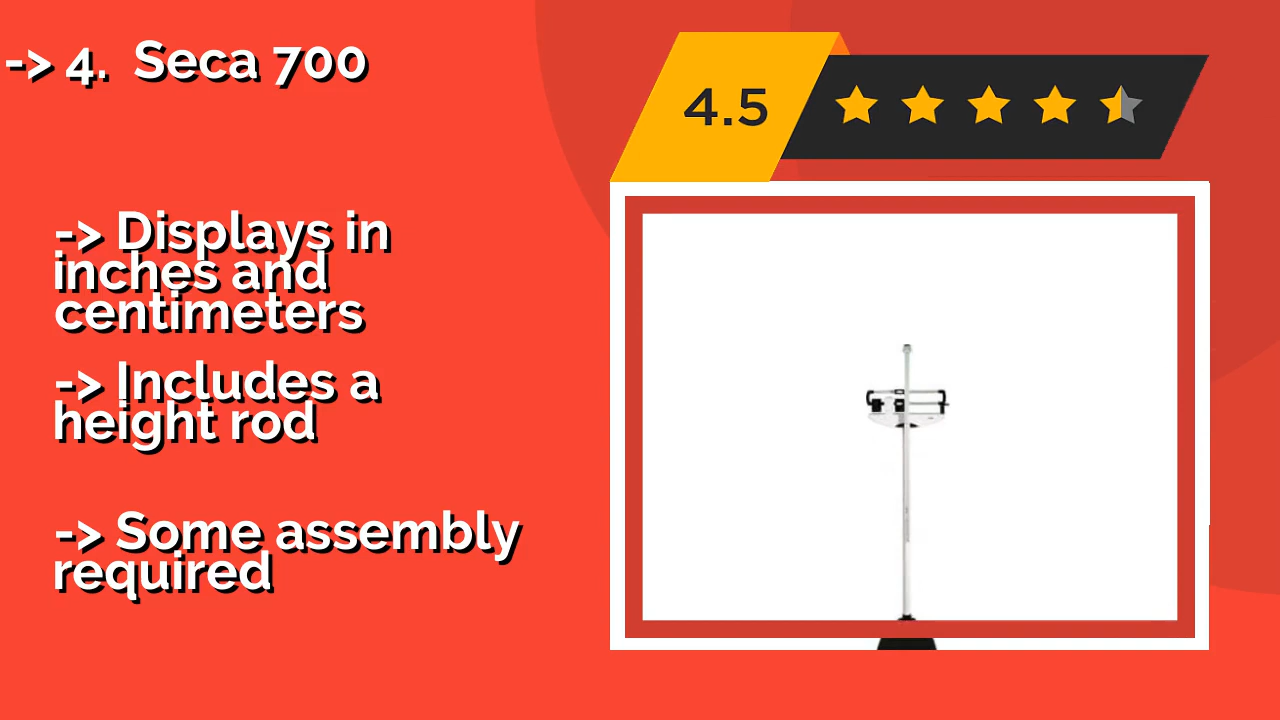 -> 4.  Seca 700
4.5
-> Displays in
inches and
centimeters
-> Includes a
height rod
-> Some assembly
required